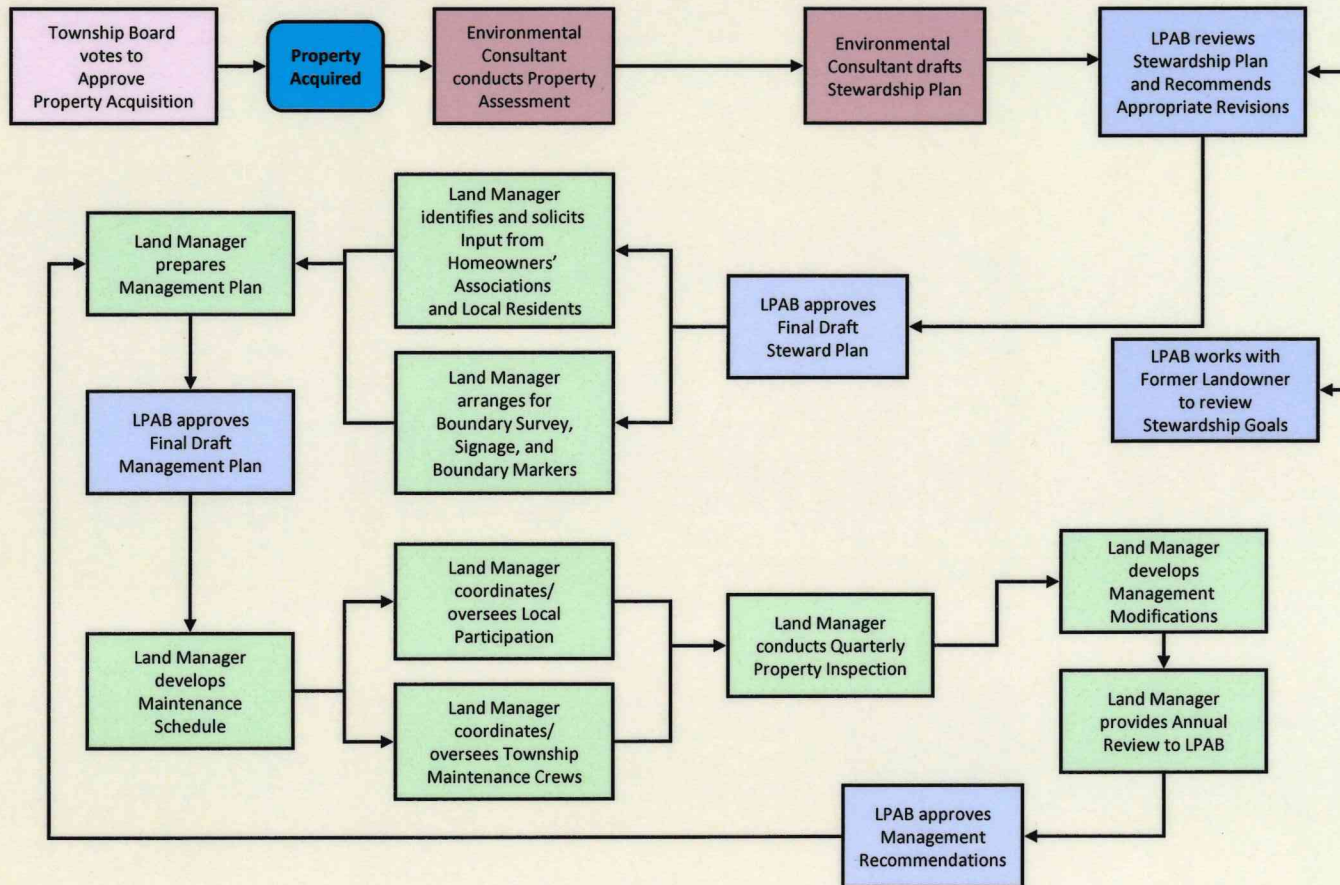 Township Board
votes to
Approve
Property Acquisition
Property
Acquired
Environmental
Consultant
conducts Property
Assessment
Environmental
Consultant drafts
Stewardship Plan
LPAB reviews
Stewardship Plan
and Recommends
Appropriate Revisions
Land Manager
prepares
Management Plan
Land Manager
identifies and solicits
Input from
Homeowners'
Associations
and Local Residents
LPAB approves
Final Draft
Steward Plan
LPAB works with
Former Landowner
to review
Stewardship Goals
Land Manager
arranges for
Boundary Survey,
Signage, and
Boundary Markers
LPAB approves
Final Draft
Management Plan
Land Manager
develops
Maintenance
Schedule
Land Manager
coordinates/
oversees Local
Participation
Land Manager
coordinates/
oversees Township
Maintenance Crews
Land Manager
conducts Quarterly
Property Inspection
Land Manager
develops
Management
Modifications
Land Manager
provides Annual
Review to LPAB
LPAB approves
Management
Recommendations